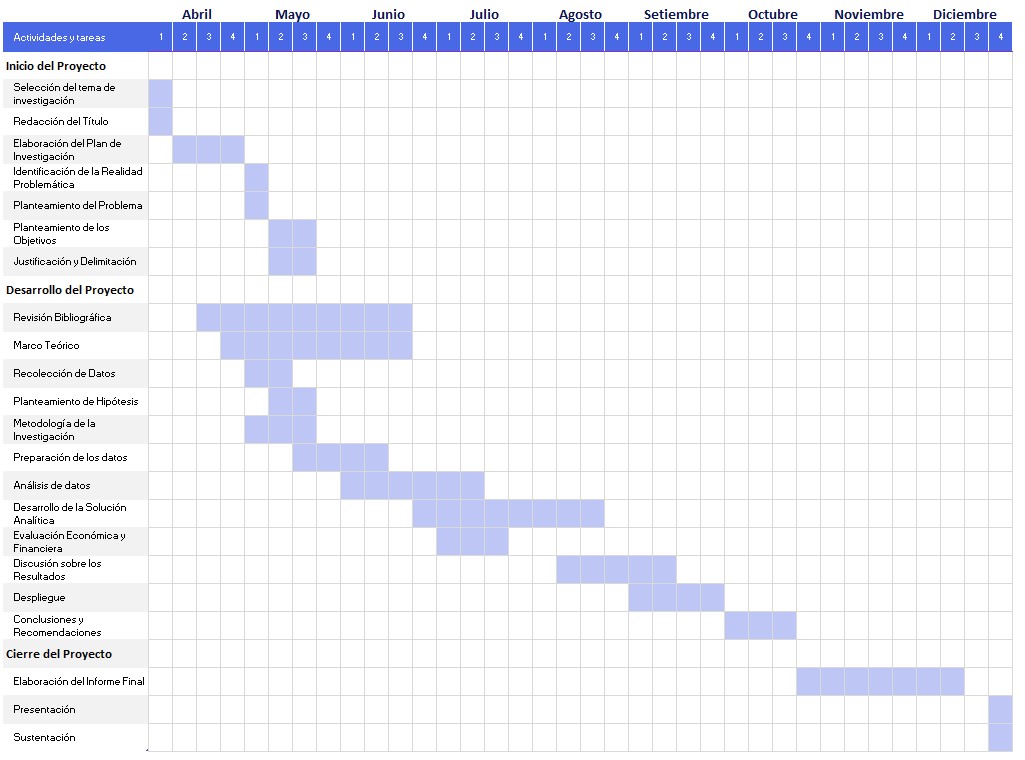 Abril Mayo Junio Julio Agosto Setiembre Octubre Noviembre Diciembre
Actividades y tareas 1 2 3 4 1 2 3 4 1 2 3 4 1 2 3 4 1 2 3 4 1 2 3 4 1 2 3 4 1 2 3 4 1 2 3 4
Inicio del Proyecto
Selección del tema de
investigación
Redacción del Título
Elaboración del Plan de
Investigación
Identificación de la Realidad
Problemática
Planteamiento del Problema
Planteamiento de los
Objetivos
Justificación y Delimitación
Desarrollo del Proyecto
Revisión Bibliográfica
Marco Teórico
Recolección de Datos
Planteamiento de Hipótesis
Metodología de la
Investigación
Preparación de los datos
Análisis de datos
Desarrollo de la Solución
Analítica
Evaluación Económica y
Financiera
Discusión sobre los
Resultados
Despliegue
Conclusiones y
Recomendaciones
Cierre del Proyecto
Elaboración del Informe Final
Presentación
Sustentación